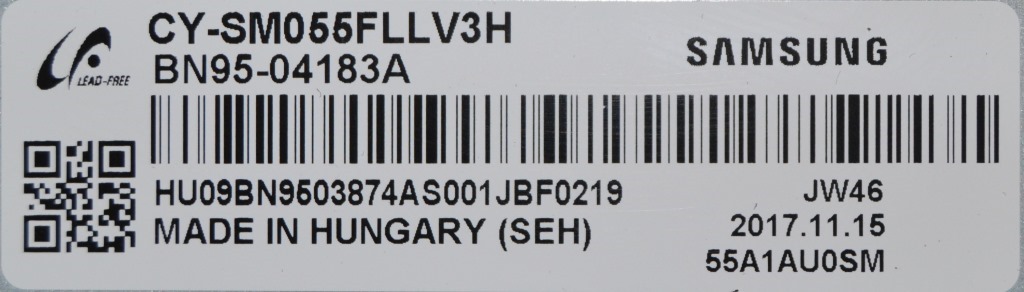 CY-SM055FLLV3H
SAMSUNG
LEAD-FREE
BN95-04183A
HU09BN9503874AS001JBF0219
JW46
MADE IN HUNGARY (SEH)
2017.11.15
55A1AU0SM